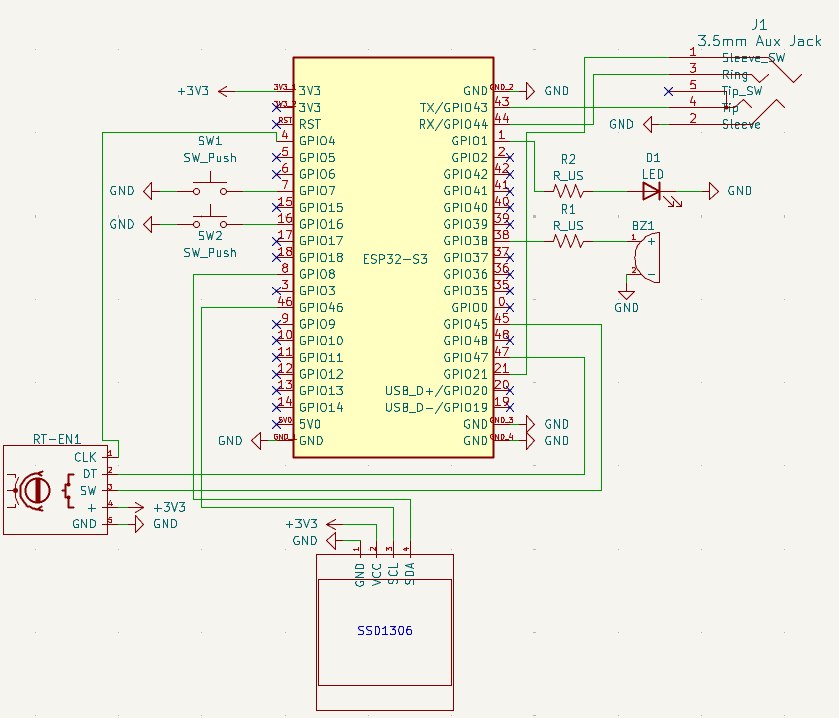 J1
3.5mm Aux Jack
1 Sleeve_SW
3 Ring
5 Tip_SW
4 Tip
2 Sleeve
GND
+3V3
3V3_1 3V3
3V3_2 3V3
RST RST
4 GPIO4
5 GPIO5
6 GPIO6
7 GPIO7
15 GPIO15
16 GPIO16
17 GPIO17
18 GPIO18
8 GPIO8
3 GPIO3
46 GPIO46
9 GPIO9
10 GPIO10
11 GPIO11
12 GPIO12
13 GPIO13
14 GPIO14
5V0 5V0
GND_1 GND
GND
ESP32-S3
GND GND_2 GND
TX/GPIO43 43
RX/GPIO44 44
GPIO1 1
GPIO2 2
GPIO42 42
GPIO41 41
GPIO40 40
GPIO39 39
GPIO38 38
GPIO37 37
GPIO36 36
GPIO35 35
GPIO0 0
GPIO45 45
GPIO48 48
GPIO47 47
GPIO21 21
USB_D+/GPIO20 20
USB_D-/GPIO19 19
GND GND_3 GND
GND GND_4 GND
SW1
SW_Push
GND
GND
SW2
SW_Push
R2
R_US
D1
LED
GND
R1
R_US
BZ1
1 +
2 −
GND
RT-EN1
CLK 1
DT 2
SW 3
+ 4 +3V3
GND 5 GND
+3V3
GND
1 2 3 4
GND VCC SCL SDA
SSD1306